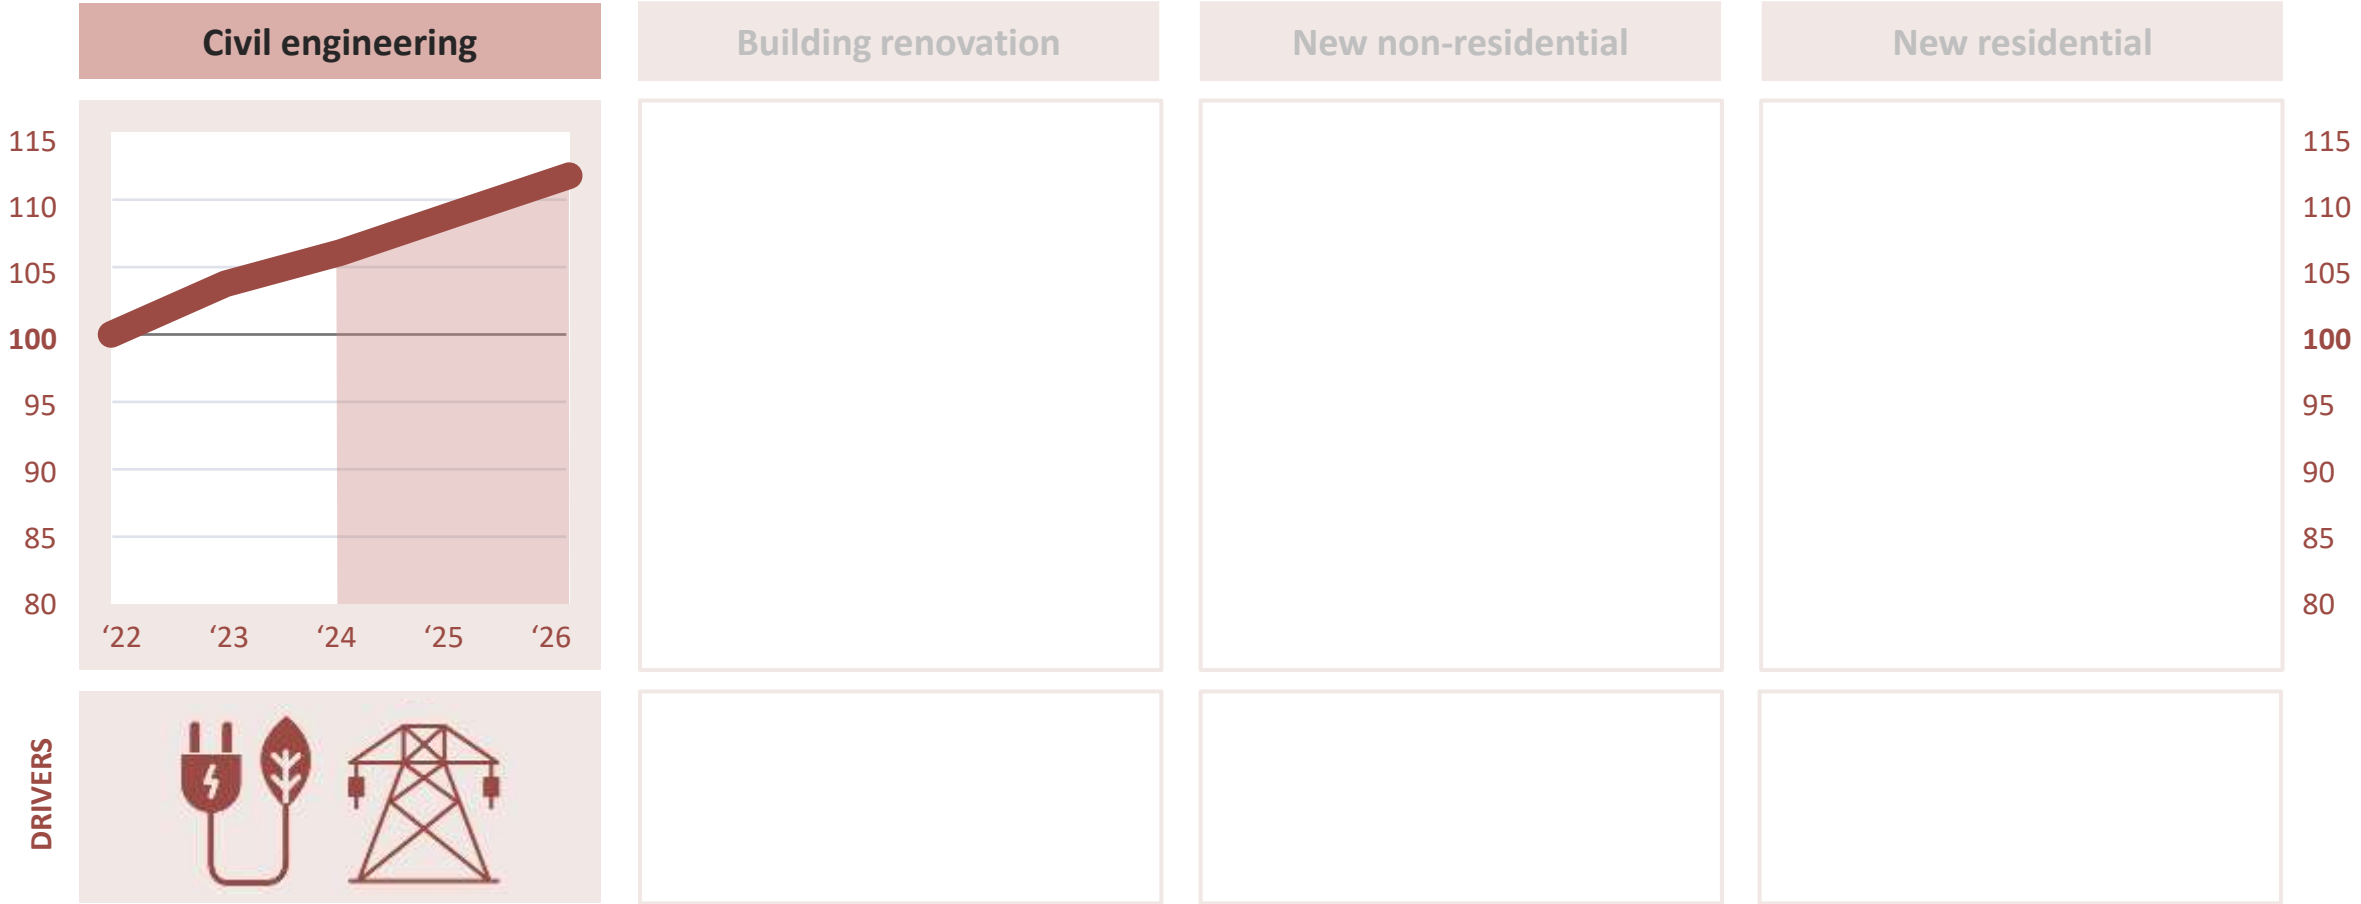 Civil engineering
Building renovation
New non-residential
New residential
115
110
105
100
95
90
85
80
‘22 ‘23 ‘24 ‘25 ‘26
115
110
105
100
95
90
85
80
DRIVERS